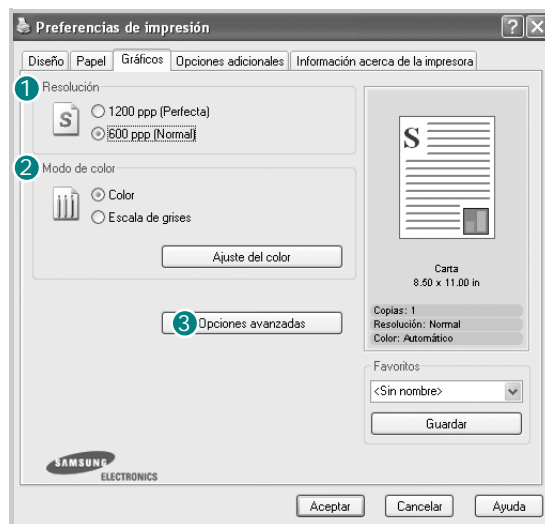 Preferencias de impresión
Diseño Papel Gráficos Opciones adicionales Información acerca de la impresora
1 Resolución
S
1200 ppp (Perfecta)
600 ppp (Normal)
2 Modo de color
Color
Escala de grises
Ajuste del color
3 Opciones avanzadas
S
Carta
8.50 x 11.00 in
Copias: 1
Resolución: Normal
Color: Automático
Favoritos
<Sin nombre>
Guardar
SAMSUNG
ELECTRONICS
Aceptar Cancelar Ayuda